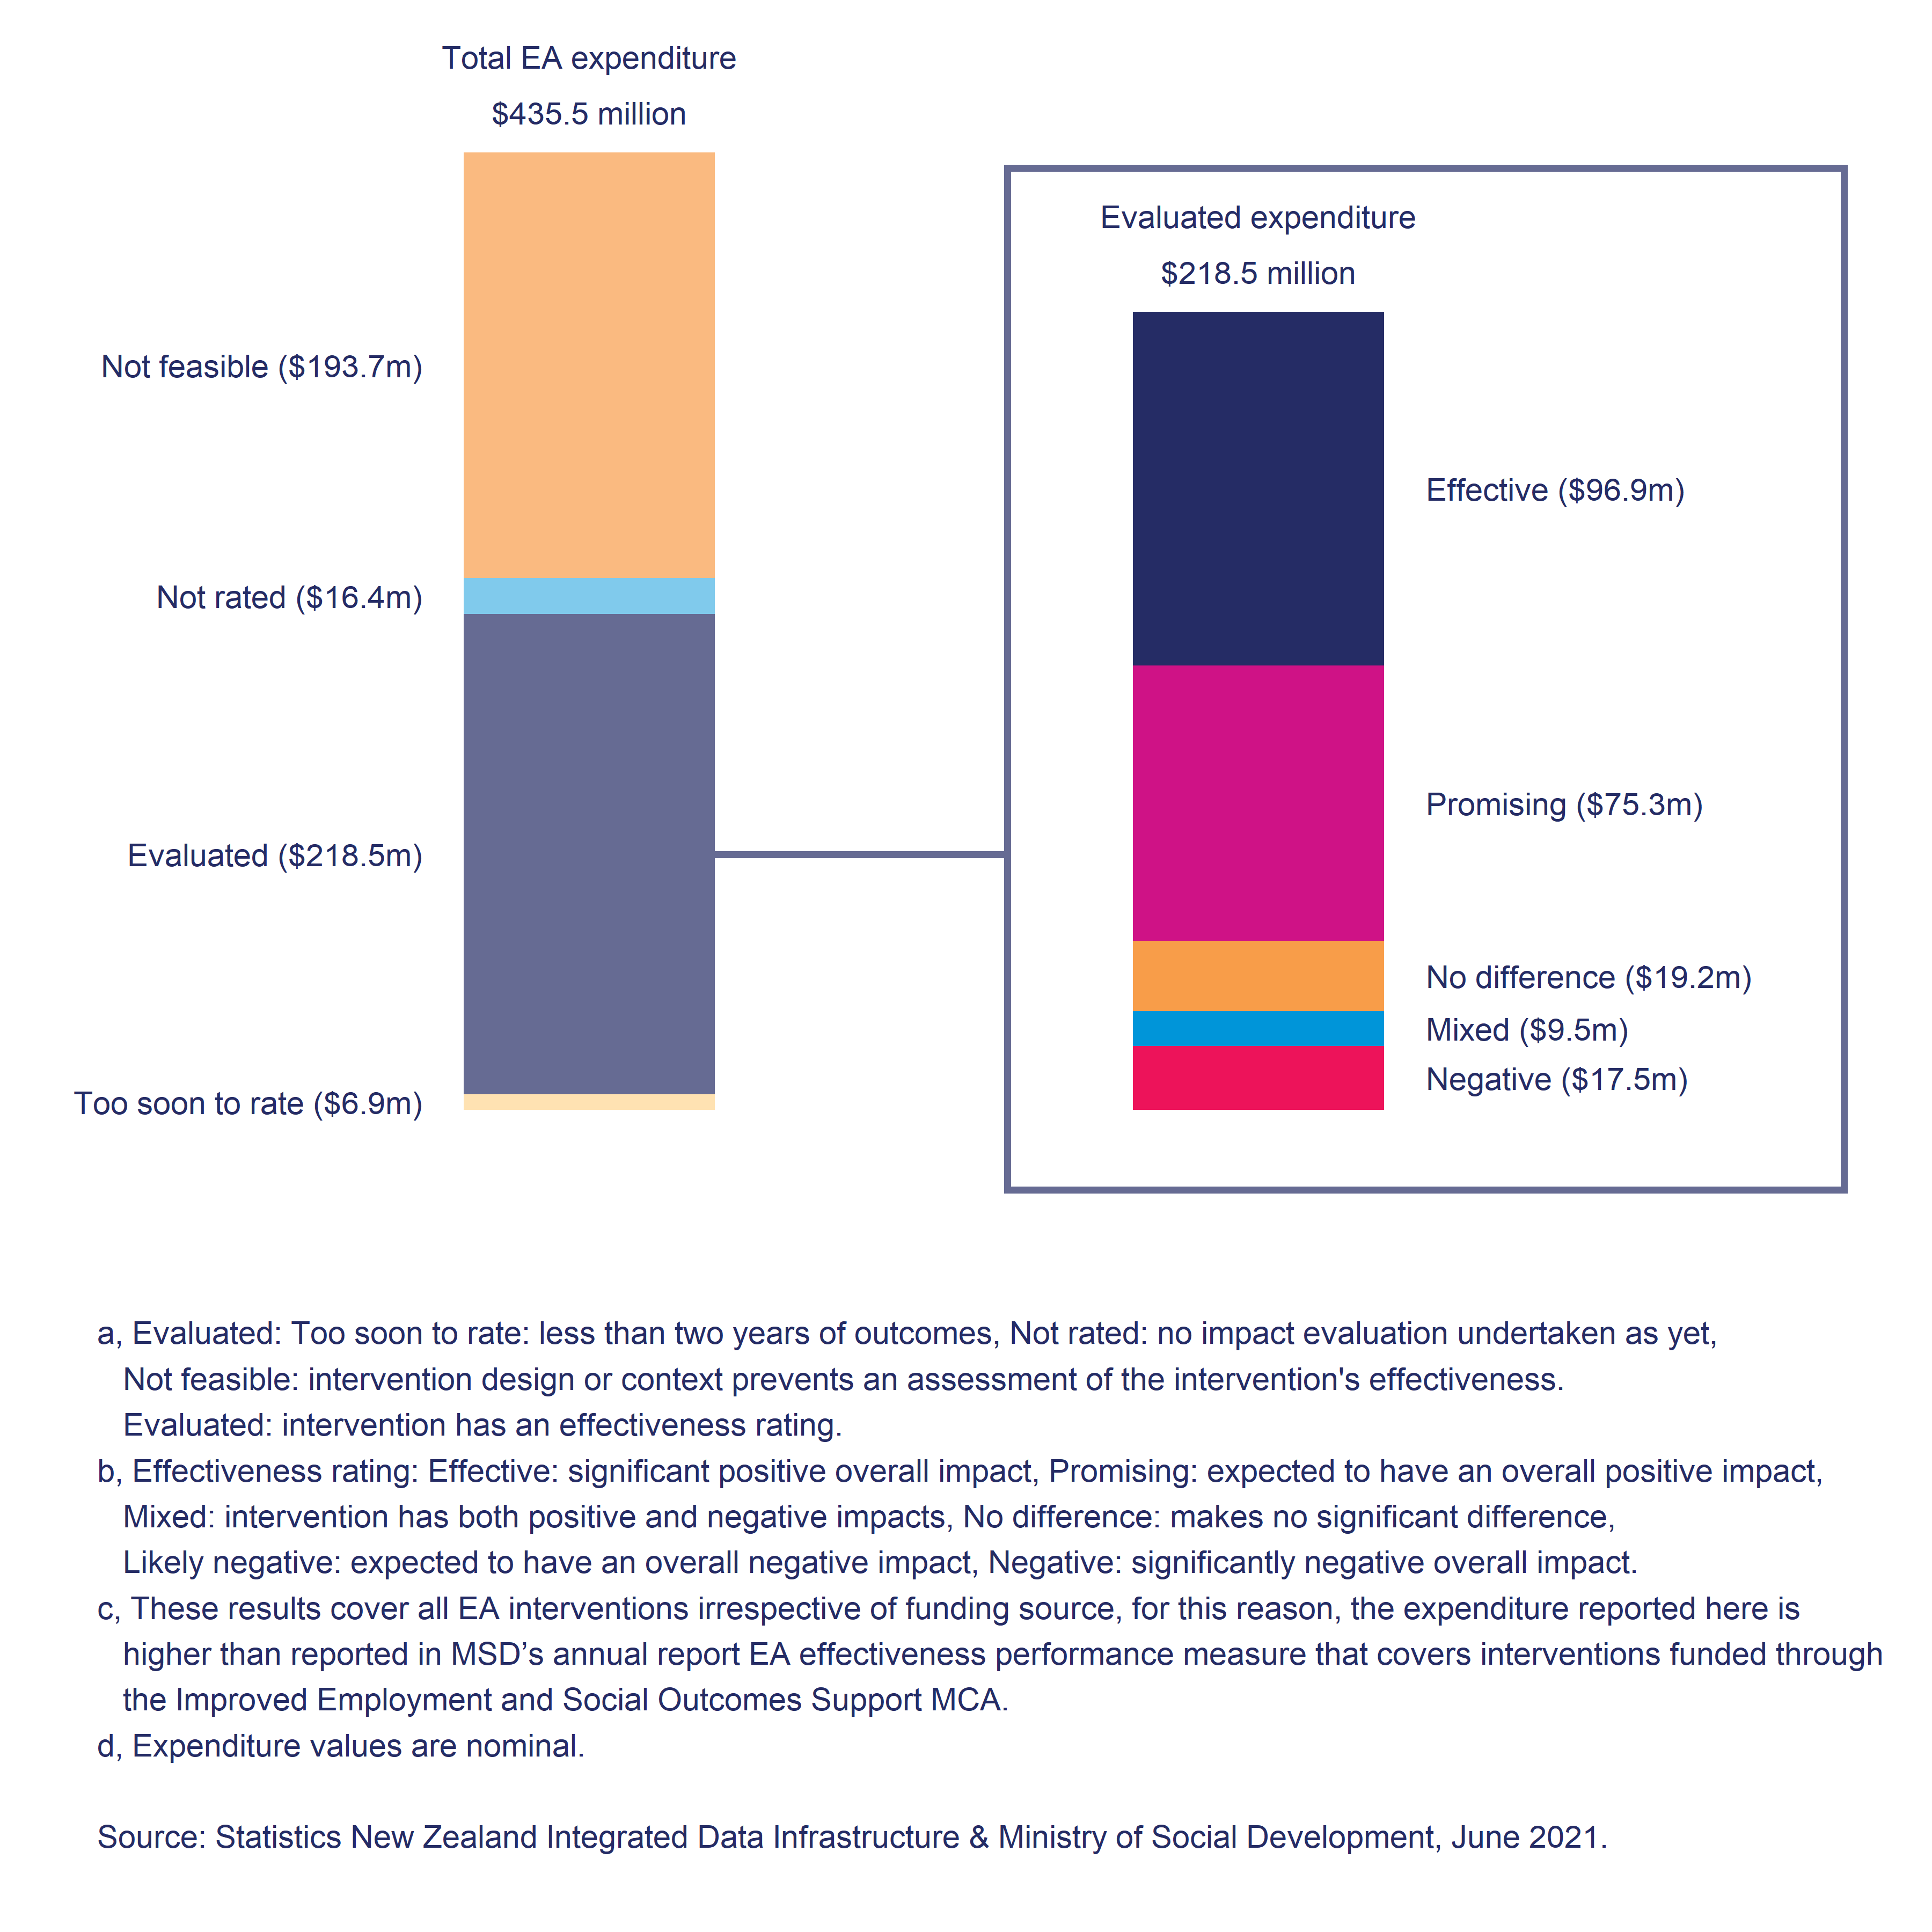 Total EA expenditure
$435.5 million
Not feasible ($193.7m)
Not rated ($16.4m)
Evaluated ($218.5m)
Too soon to rate ($6.9m)
Evaluated expenditure
$218.5 million
Effective ($96.9m)
Promising ($75.3m)
No difference ($19.2m)
Mixed ($9.5m)
Negative ($17.5m)
a, Evaluated: Too soon to rate: less than two years of outcomes, Not rated: no impact evaluation undertaken as yet,
Not feasible: intervention design or context prevents an assessment of the intervention's effectiveness.
Evaluated: intervention has an effectiveness rating.
b, Effectiveness rating: Effective: significant positive overall impact, Promising: expected to have an overall positive impact,
Mixed: intervention has both positive and negative impacts, No difference: makes no significant difference,
Likely negative: expected to have an overall negative impact, Negative: significantly negative overall impact.
c, These results cover all EA interventions irrespective of funding source, for this reason, the expenditure reported here is
higher than reported in MSD’s annual report EA effectiveness performance measure that covers interventions funded through
the Improved Employment and Social Outcomes Support MCA.
d, Expenditure values are nominal.
Source: Statistics New Zealand Integrated Data Infrastructure & Ministry of Social Development, June 2021.